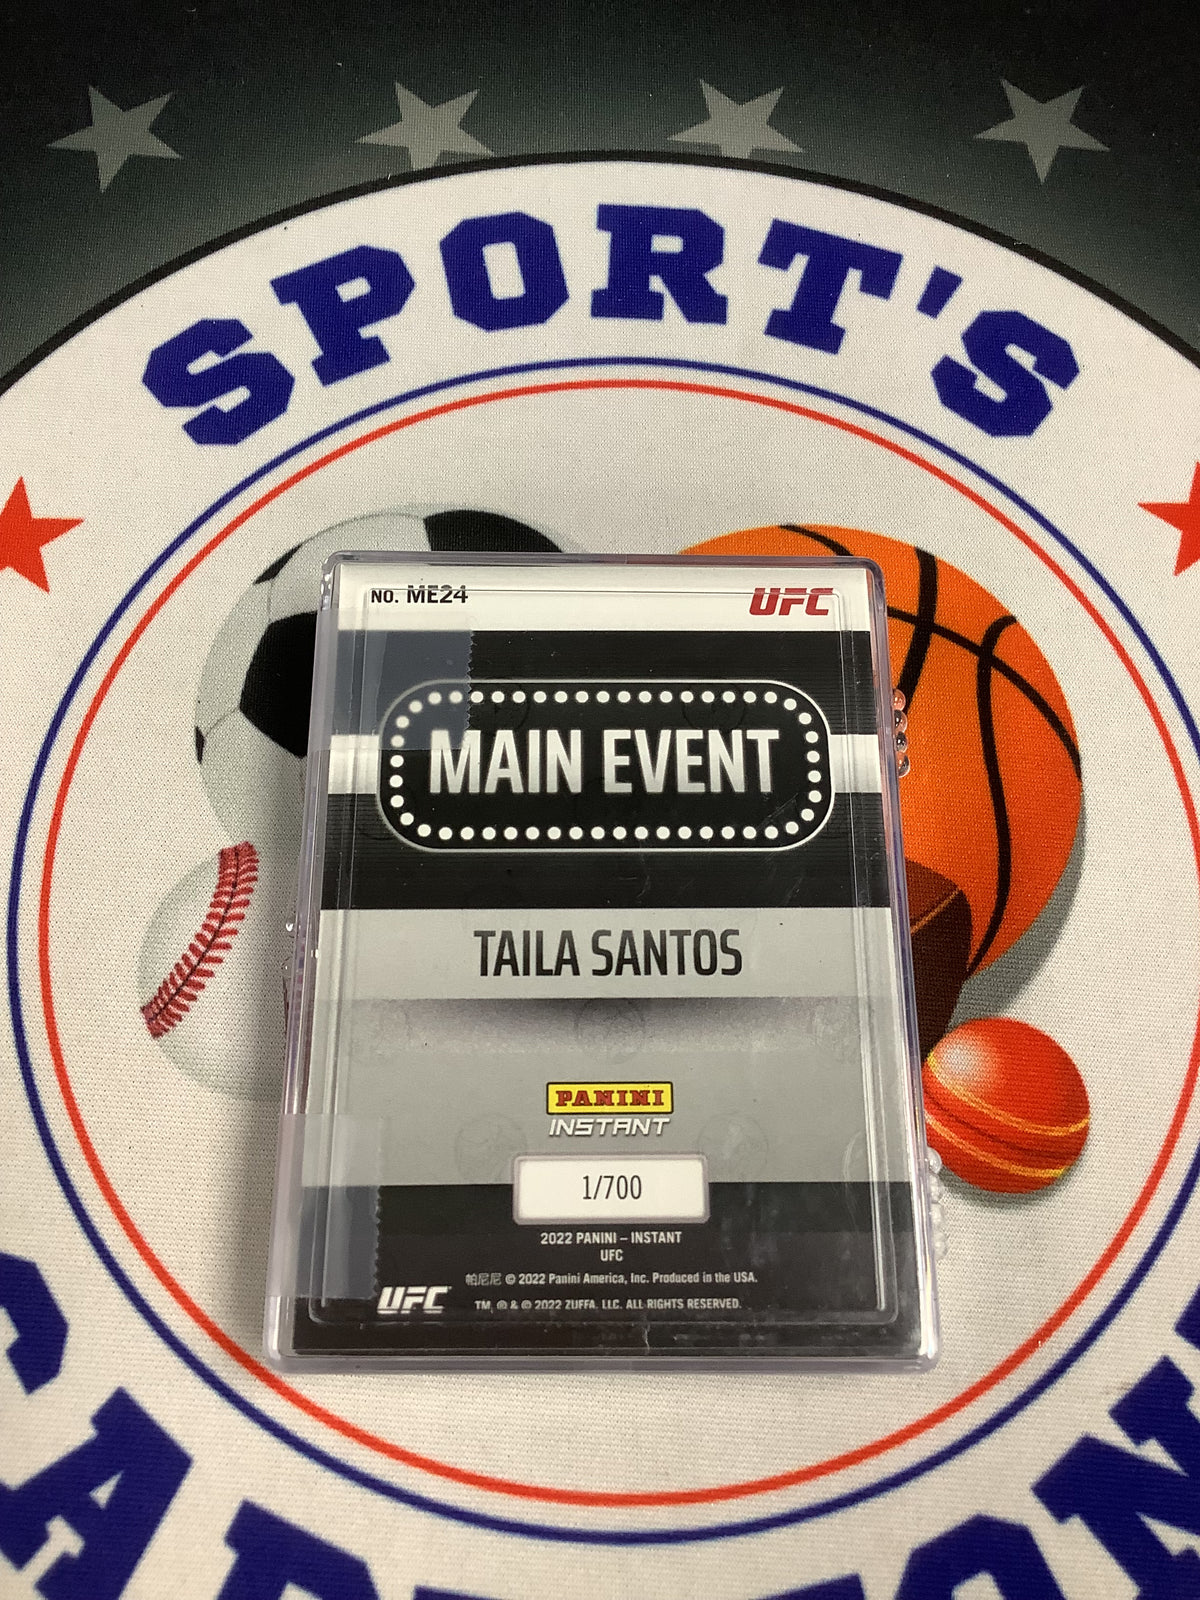 SPORT'S
NO. ME24
UFC
MAIN EVENT
TAILA SANTOS
PANINI
INSTANT
1/700
2022 PANINI – INSTANT
UFC
帕尼尼 © 2022 Panini America, Inc. Produced in the USA.
UFC
TM, ® & © 2022 ZUFFA, LLC. ALL RIGHTS RESERVED.